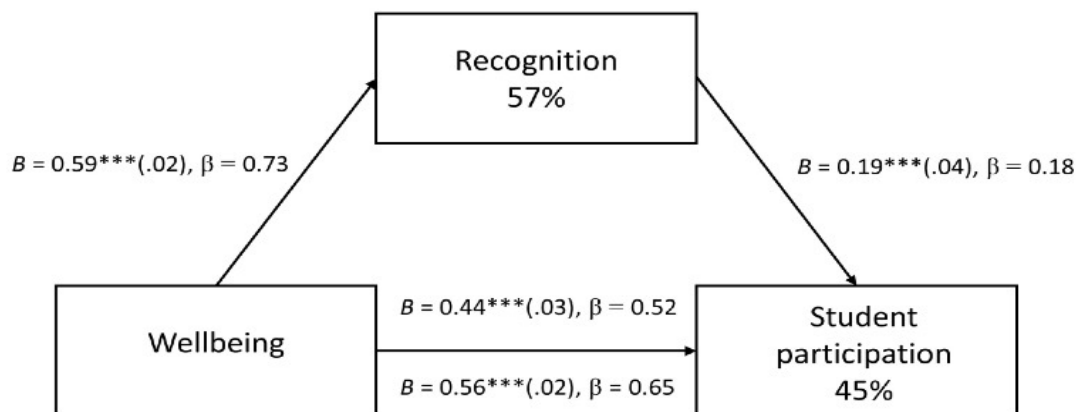 Recognition
57%
B = 0.59***(.02), β = 0.73
B = 0.19***(.04), β = 0.18
B = 0.44***(.03), β = 0.52
Wellbeing
Student
participation
45%
B = 0.56***(.02), β = 0.65